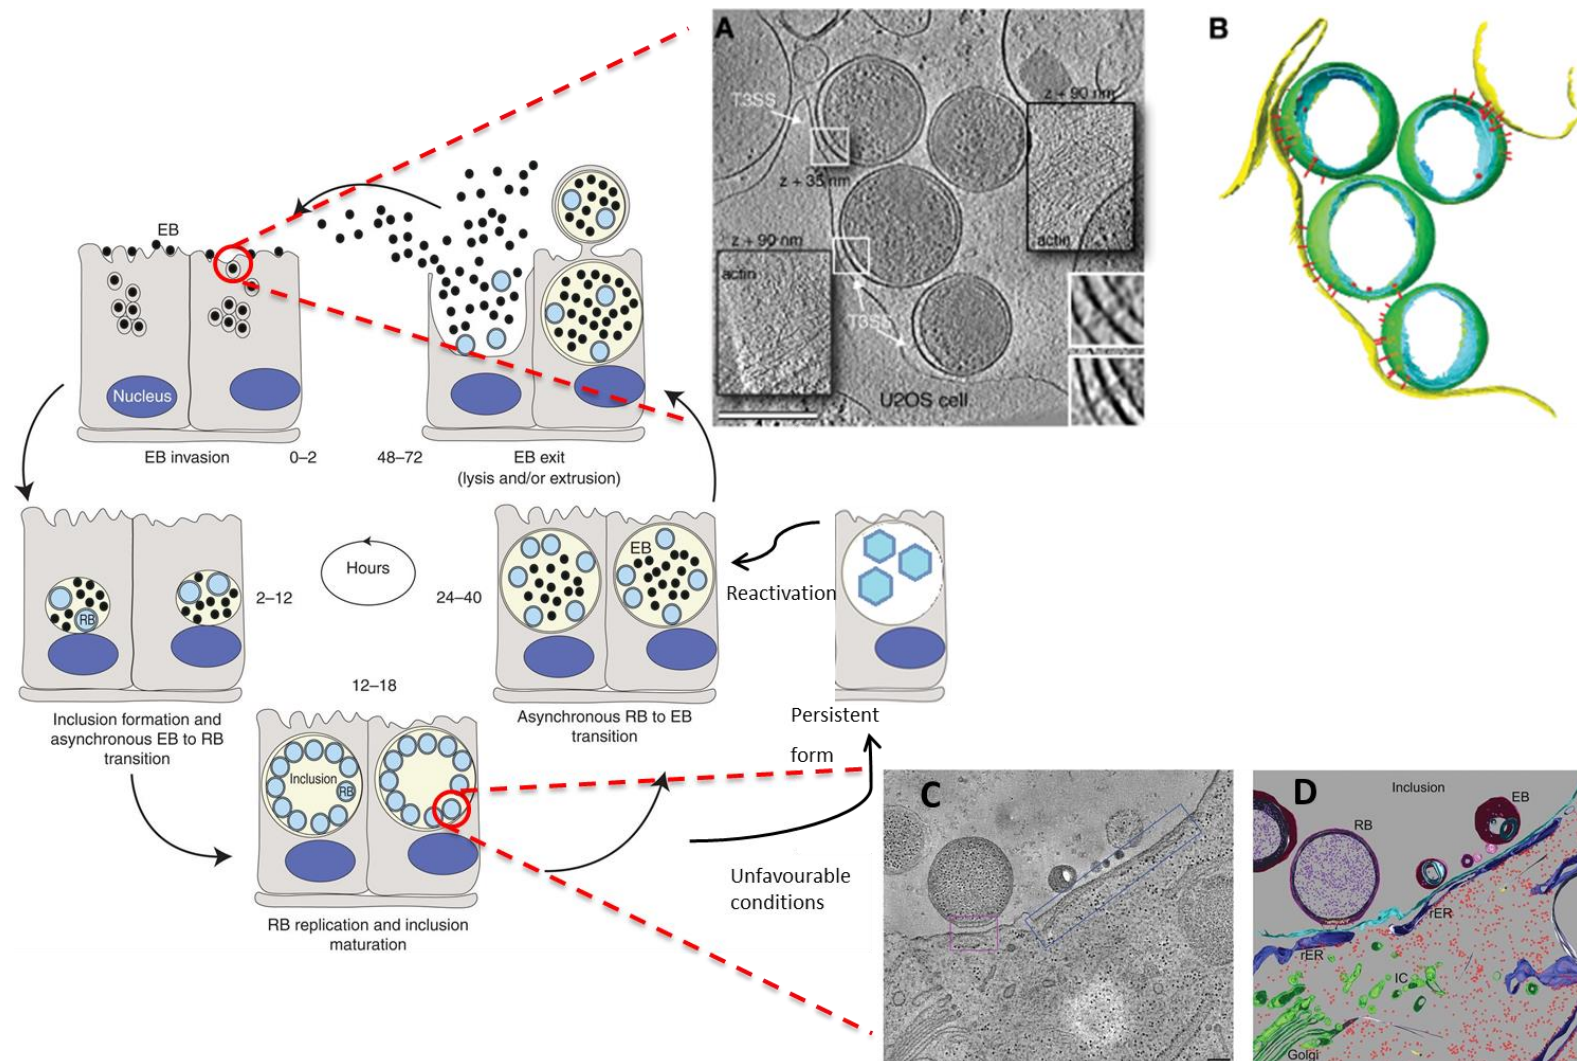 A
B
T3SS
z + 90 nm
z + 35 nm
actin
z + 90 nm
actin
T3SS
U2OS cell
EB
Nucleus
EB invasion
0–2
48–72
EB exit
(lysis and/or extrusion)
Hours
2–12
24–40
12–18
RB
EB
Reactivation
Inclusion formation and
asynchronous EB to RB
transition
Asynchronous RB to EB
transition
Persistent
form
Inclusion
RB
RB replication and inclusion
maturation
Unfavourable
conditions
C
D
Inclusion
EB
RB
rER
rER
IC
Golgi